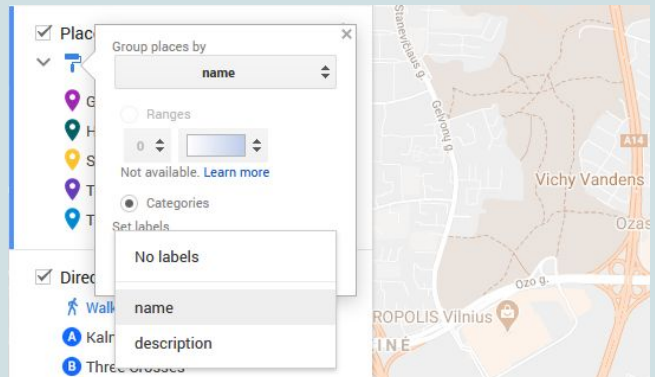 Plac
Group places by
name
G
Ranges
H
0
S
Not available. Learn more
T
Categories
T
Set labels
No labels
Direc
Walk
name
A Kalr
description
B Three Crosses
Stanevičiaus g.
Gelvonų g.
A14
Vichy Vandens
Ozas
Ozo g.
ROPOLIS Vilnius
INĖ